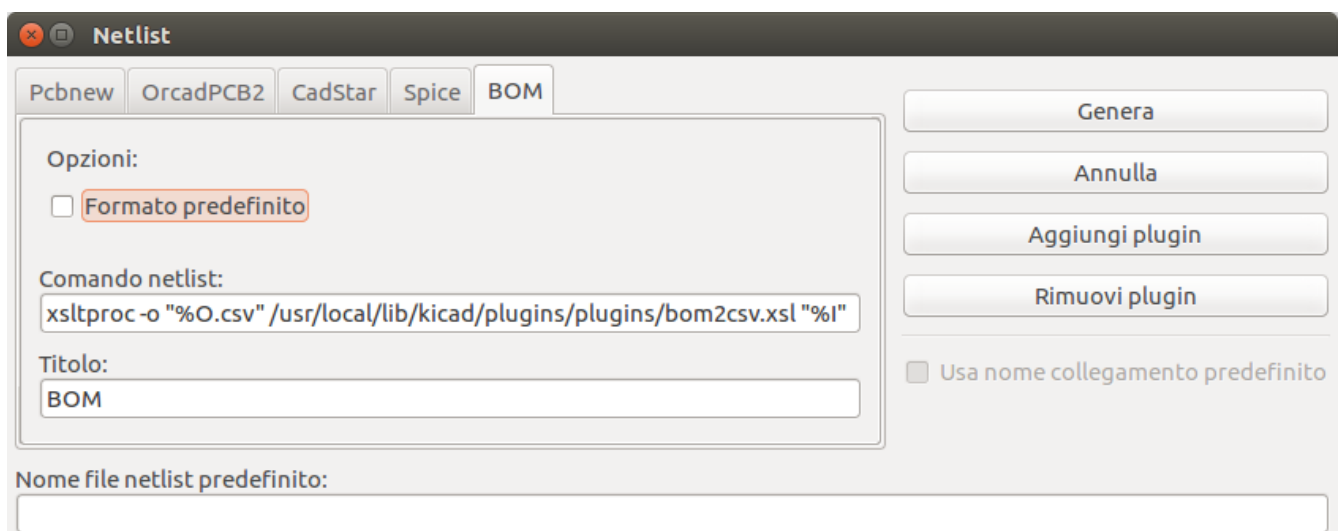 Netlist
Pcbnew OrcadPCB2 CadStar Spice BOM
Opzioni:
Formato predefinito
Comando netlist:
xsltproc -o "%O.csv" /usr/local/lib/kicad/plugins/plugins/bom2csv.xsl "%I"
Titolo:
BOM
Genera
Annulla
Aggiungi plugin
Rimuovi plugin
Usa nome collegamento predefinito
Nome file netlist predefinito: